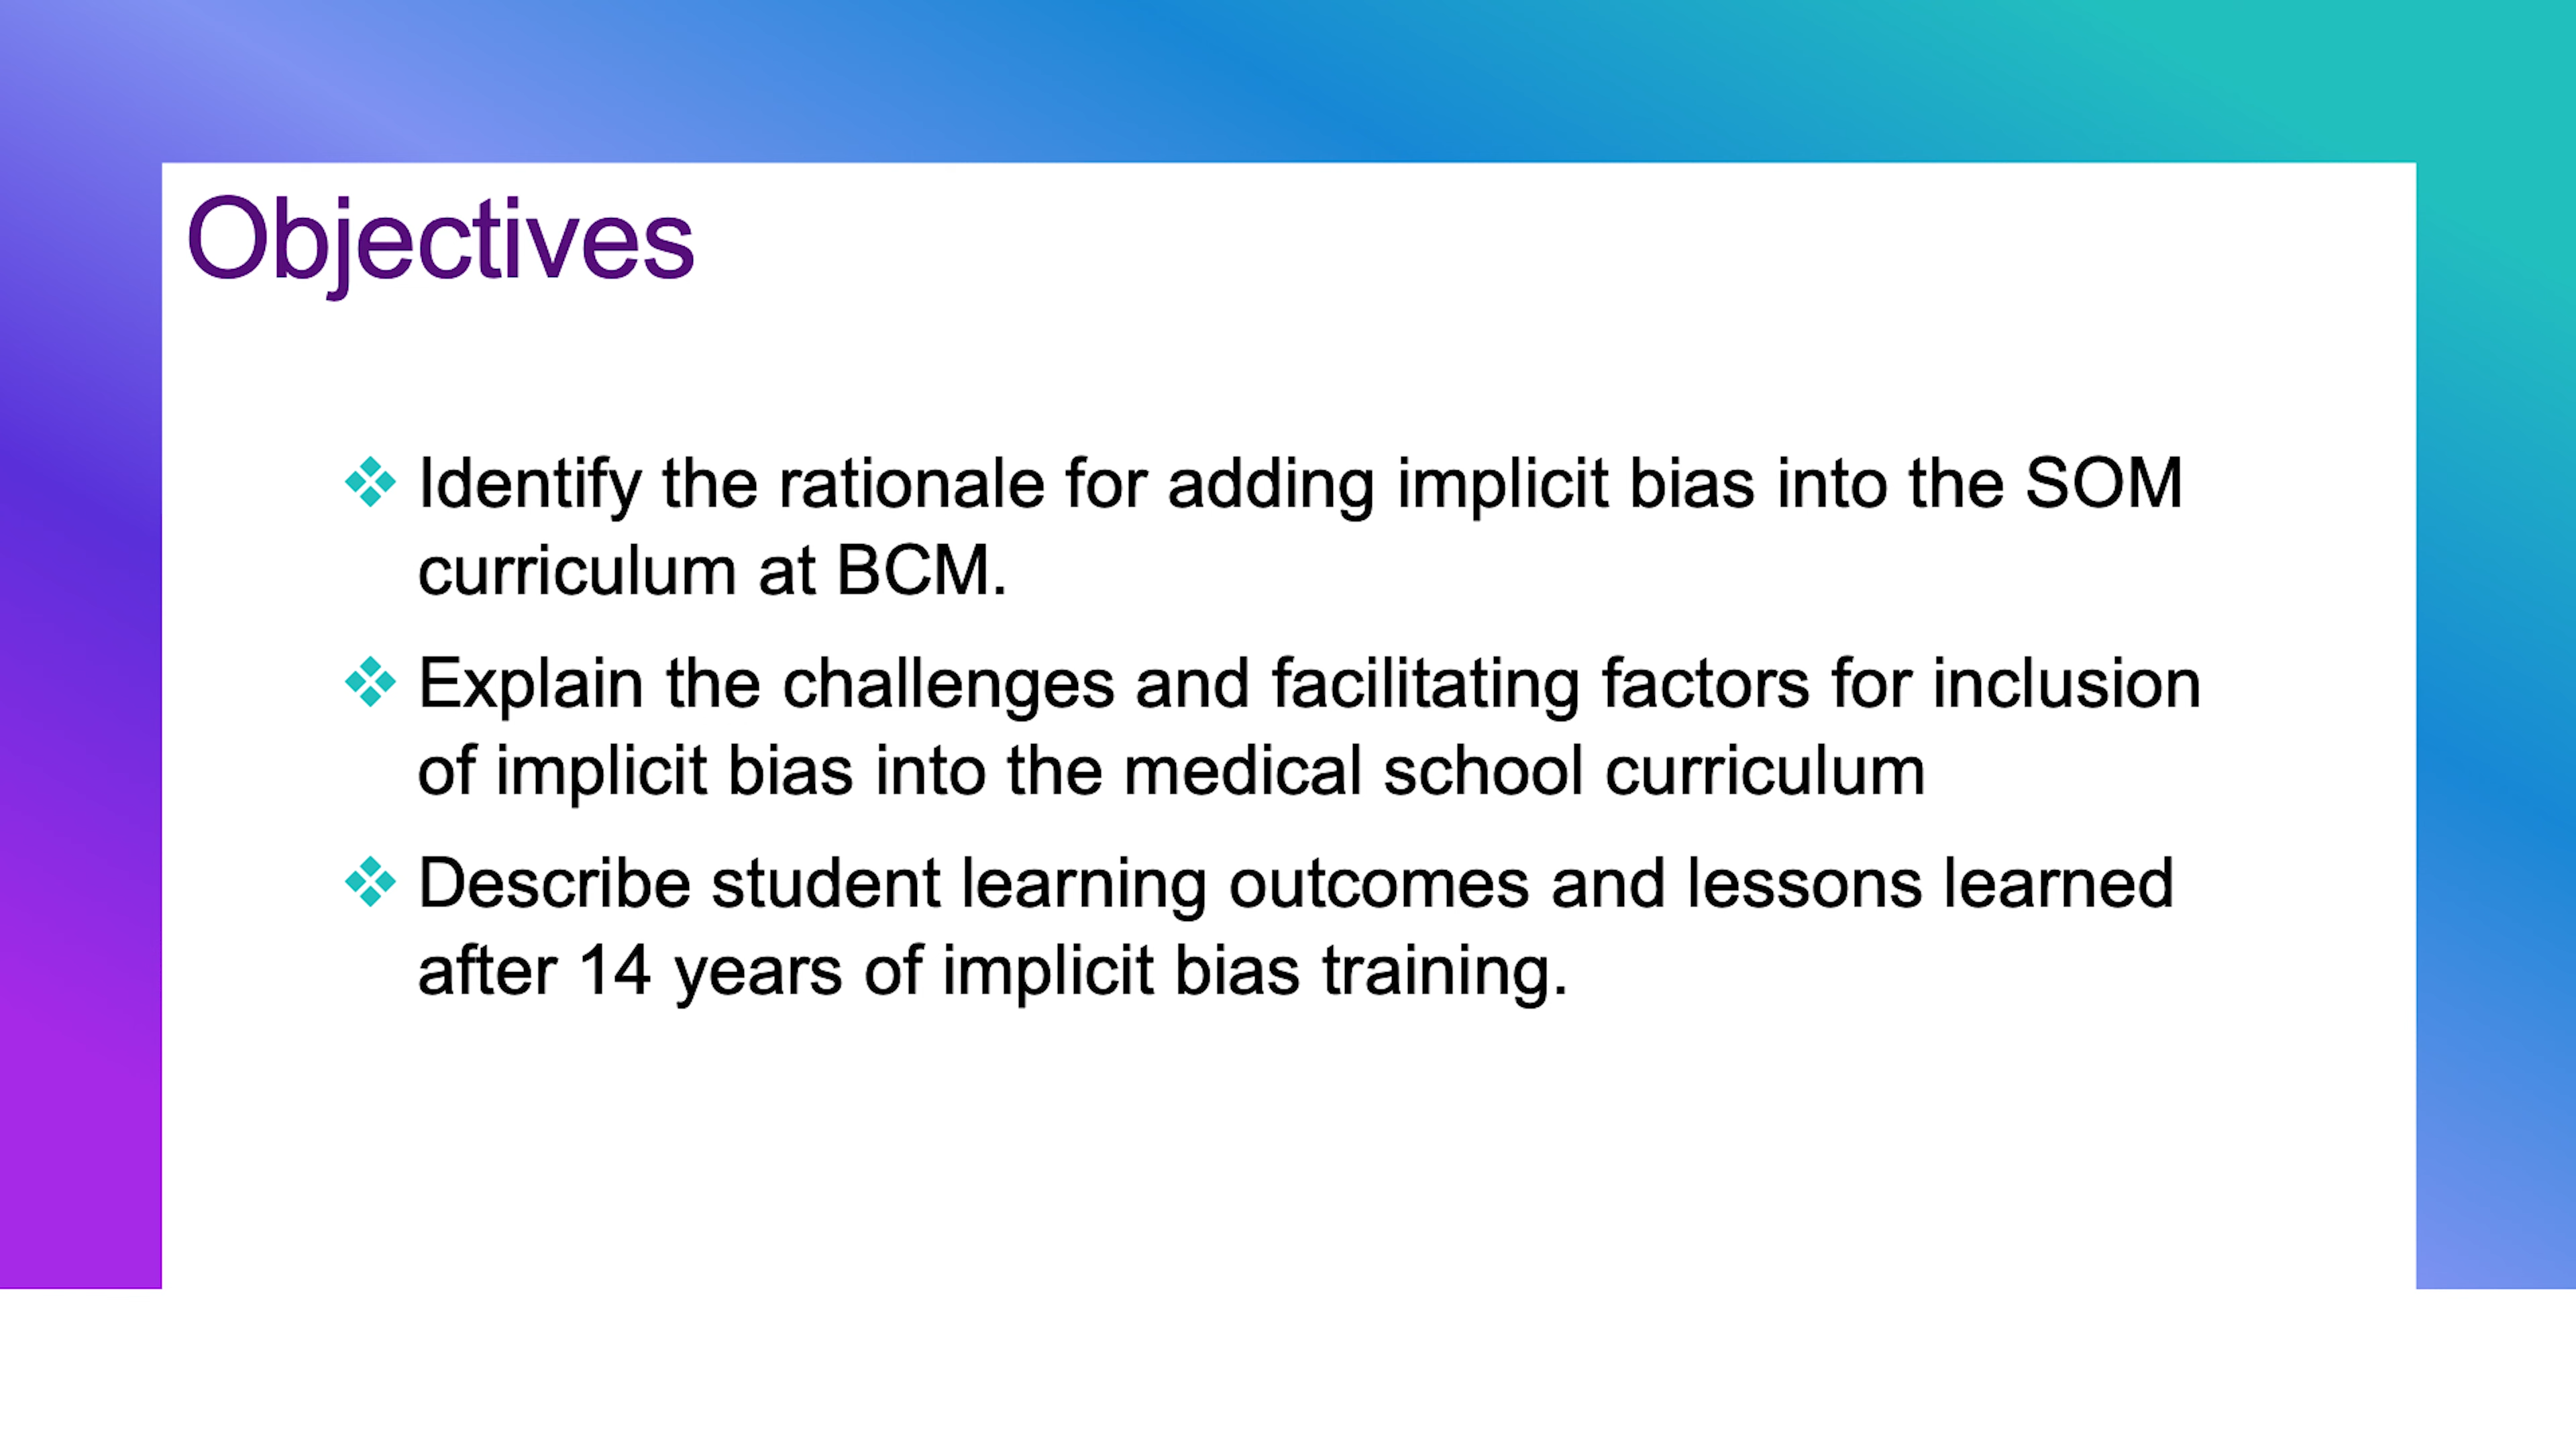 Objectives
❖ Identify the rationale for adding implicit bias into the SOM
curriculum at BCM.
❖ Explain the challenges and facilitating factors for inclusion
of implicit bias into the medical school curriculum
❖ Describe student learning outcomes and lessons learned
after 14 years of implicit bias training.